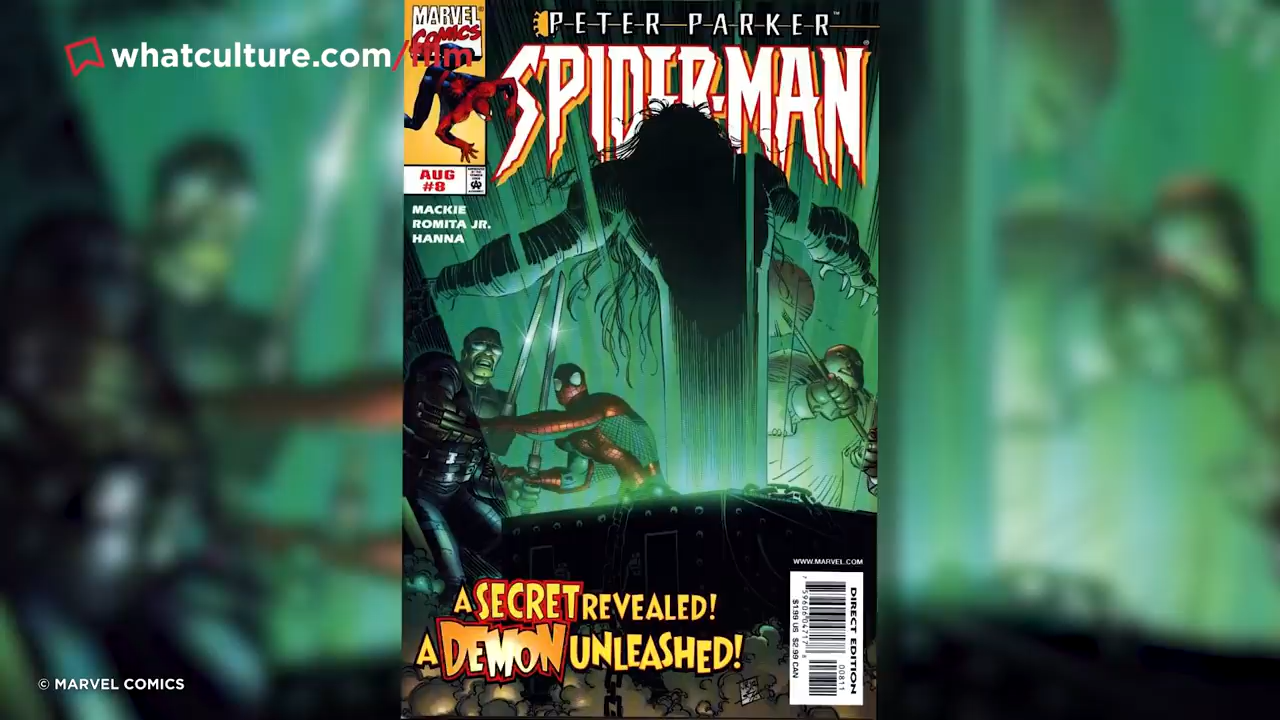 whatculture.com/film
MARVEL
COMICS
PETER PARKER
SPIDER-MAN
AUG
#8
MACKIE
ROMITA JR.
HANNA
WWW.MARVEL.COM
DIRECT EDITION
00811
$1.99 US $2.99 CAN
A SECRET REVEALED!
A DEMON UNLEASHED!
© MARVEL COMICS